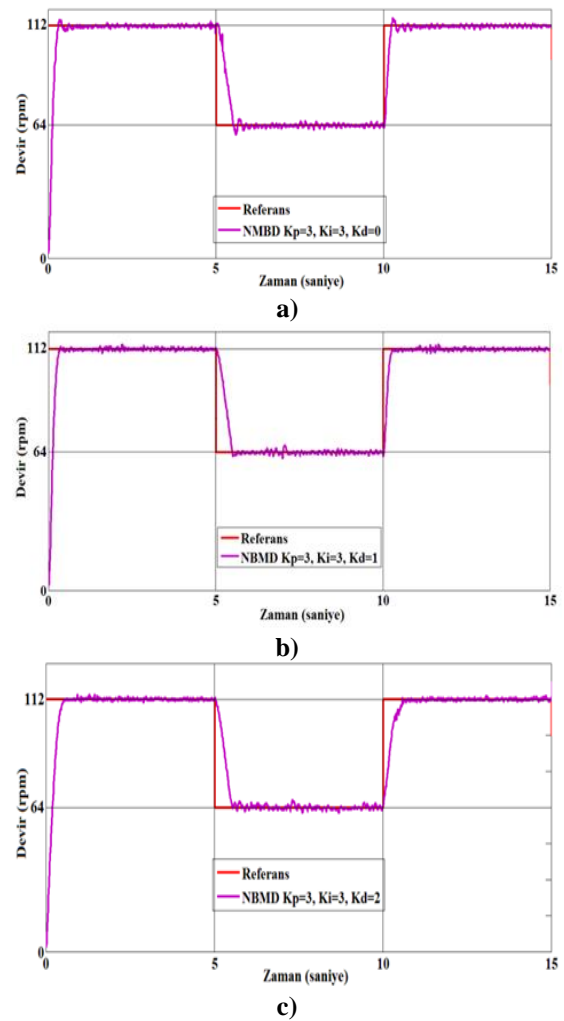 112
64
0
Devir (rpm)
Referans
NMBD Kp=3, Ki=3, Kd=0
0 5 10 15
Zaman (saniye)
a)
112
64
0
Devir (rpm)
Referans
NBMD Kp=3, Ki=3, Kd=1
0 5 10 15
Zaman (saniye)
b)
112
64
0
Devir (rpm)
Referans
NBMD Kp=3, Ki=3, Kd=2
0 5 10 15
Zaman (saniye)
c)